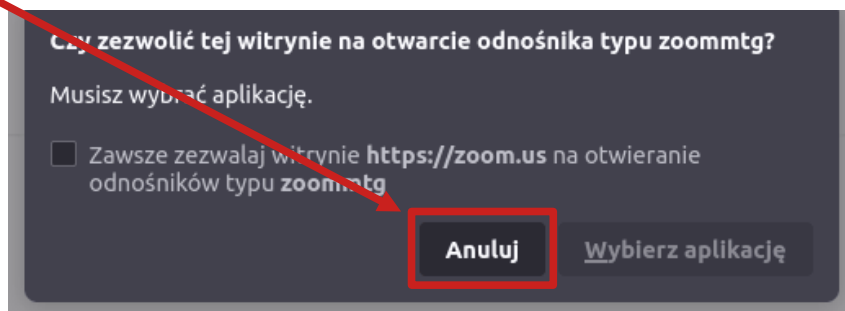 Czy zezwolić tej witrynie na otwarcie odnośnika typu zoommtg?
Musisz wybrać aplikację.
Zawsze zezwalaj witrynie https://zoom.us na otwieranie
odnośników typu zoommtg
Anuluj
Wybierz aplikację